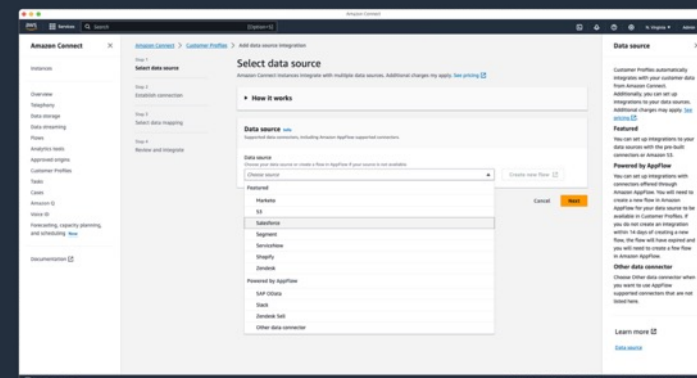 Amazon Connect
aws
Services
Search
[Option+S]
N. Virginia
Admin
Amazon Connect
Instances
Overview
Telephony
Data storage
Data streaming
Flows
Analytics tools
Approved origins
Customer Profiles
Tasks
Cases
Amazon Q
Voice ID
Forecasting, capacity planning,
and scheduling New
Documentation
Amazon Connect > Customer Profiles > Add data source integration
Step 1
Select data source
Step 2
Establish connection
Step 3
Select data mapping
Step 4
Review and integrate
Select data source
Amazon Connect instances integrate with multiple data sources. Additional charges my apply. See pricing
How it works
Data source Info
Supported data connectors, including Amazon AppFlow supported connectors.
Data source
Choose your data source or create a flow in AppFlow if your source is not available.
Choose source
Create new flow
Featured
Marketo
S3
Salesforce
Segment
ServiceNow
Shopify
Zendesk
Powered by AppFlow
SAP OData
Slack
Zendesk Sell
Other data connector
Cancel
Next
Data source
Customer Profiles automatically
integrates with your customer data
from Amazon Connect.
Additionally, you can set up
integrations to your data sources.
Additional charges may apply. See
pricing
Featured
You can set up integrations to your
data sources with the pre-built
connectors or Amazon S3.
Powered by AppFlow
You can set up integrations with
connectors offered through
Amazon AppFlow. You will need to
create a new flow in Amazon
AppFlow for your data source to be
available in Customer Profiles. If
you do not create an integration
within 14 days of creating a new
flow, the flow will have expired and
you will need to create a few flow
in Amazon AppFlow.
Other data connector
Choose Other data connector when
you want to use AppFlow
supported connectors that are not
listed here.
Learn more
Data source